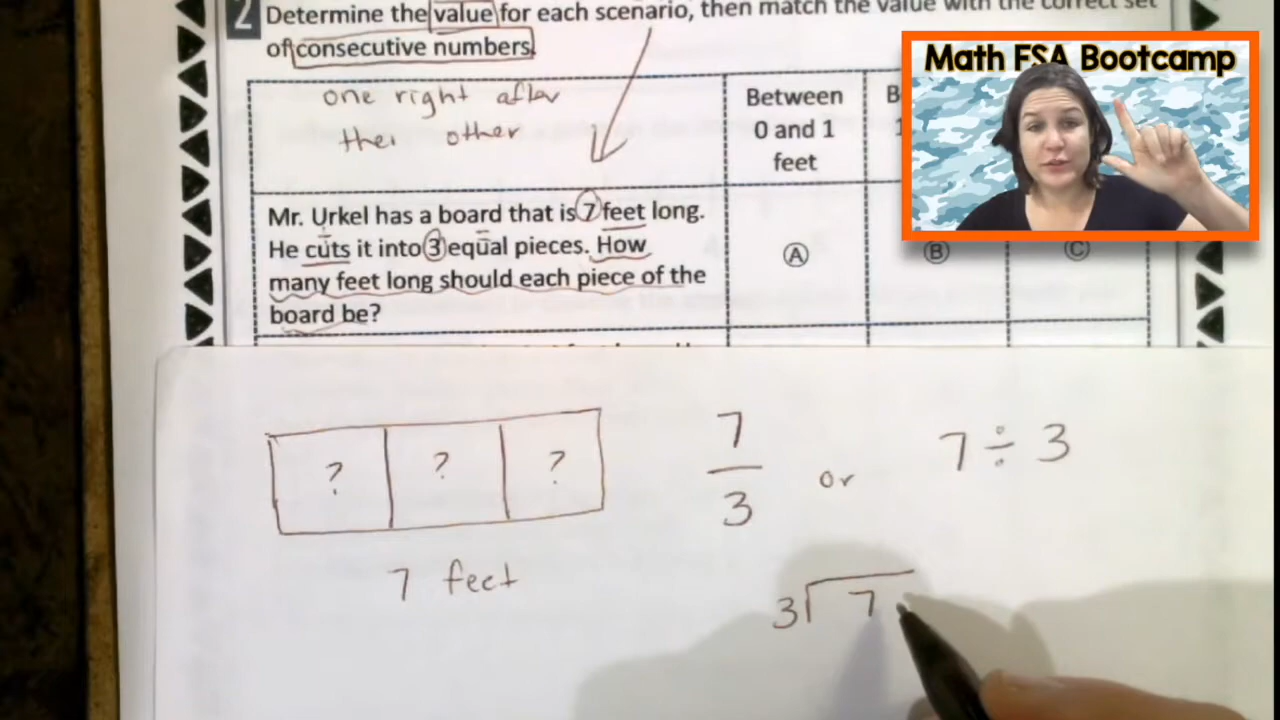 2 Determine the value for each scenario, then match the value with the correct set
of consecutive numbers.
one right after
the other
Between
0 and 1
feet
B
1
Math FSA Bootcamp
Mr. Urkel has a board that is 7 feet long.
He cuts it into 3 equal pieces. How
many feet long should each piece of the
board be?
A
B
C
? ? ?
7 feet
7
3
or
7 ÷ 3
3 7